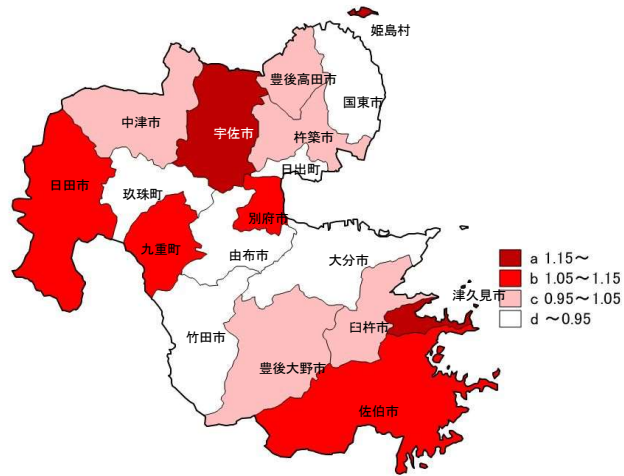 姫島村
豊後高田市
国東市
中津市
宇佐市
杵築市
日出町
日田市
玖珠町
別府市
九重町
由布市
大分市
a 1.15～
b 1.05～1.15
津久見市
c 0.95～1.05
d ～0.95
臼杵市
竹田市
豊後大野市
佐伯市